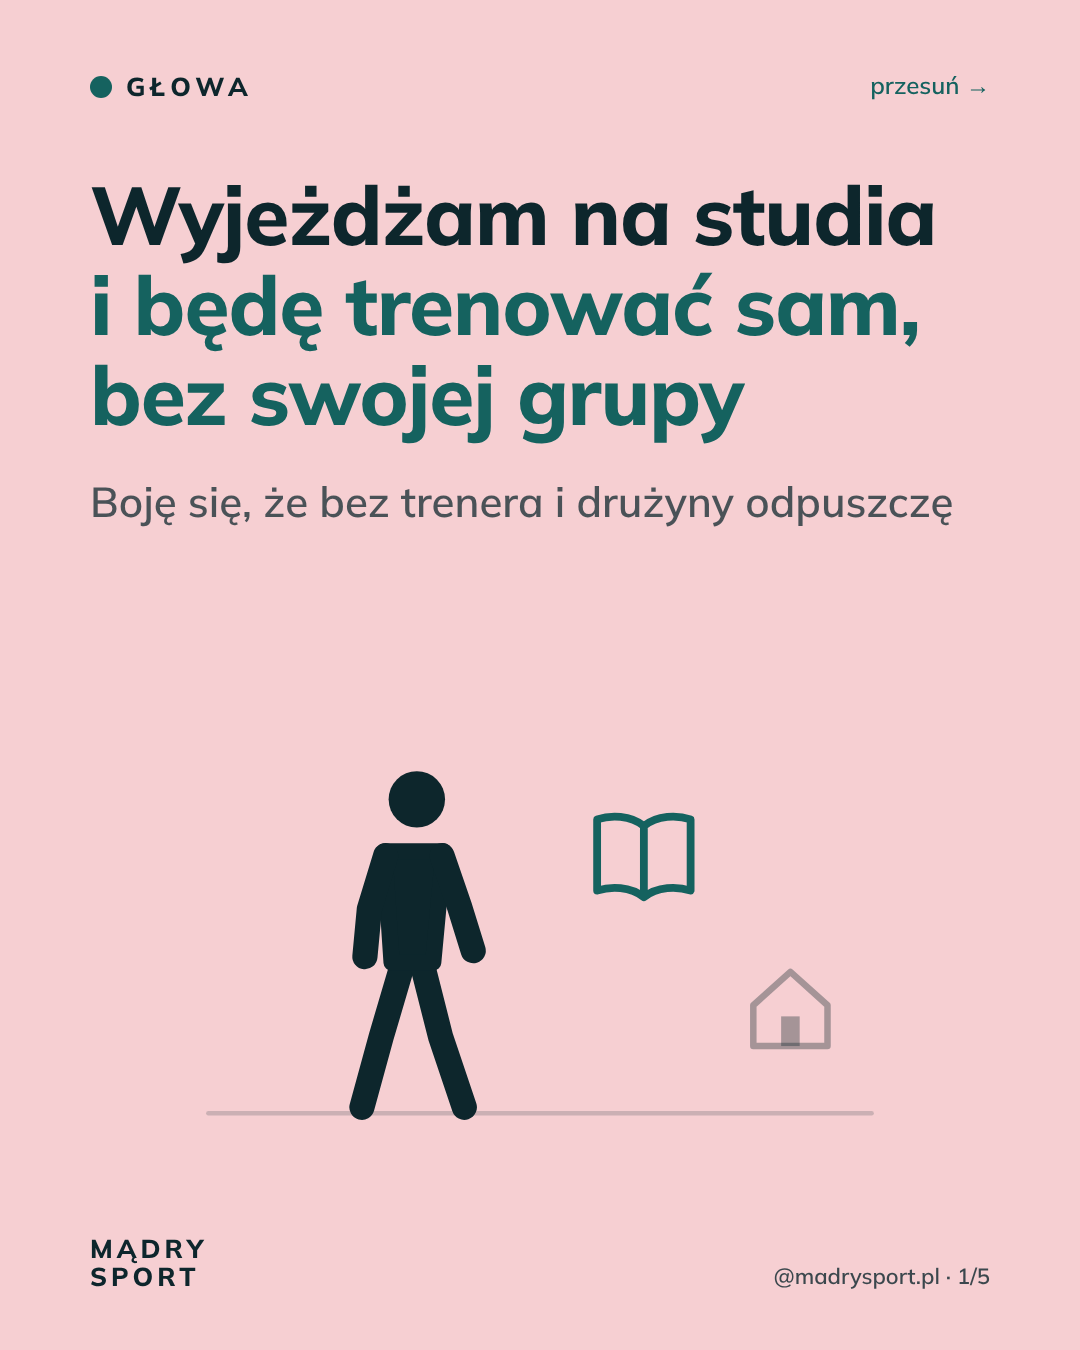 GŁOWA
przesuń →
Wyjeżdżam na studia
i będę trenować sam,
bez swojej grupy
Boję się, że bez trenera i drużyny odpuszczę
MĄDRY
SPORT
@madrysport.pl · 1/5